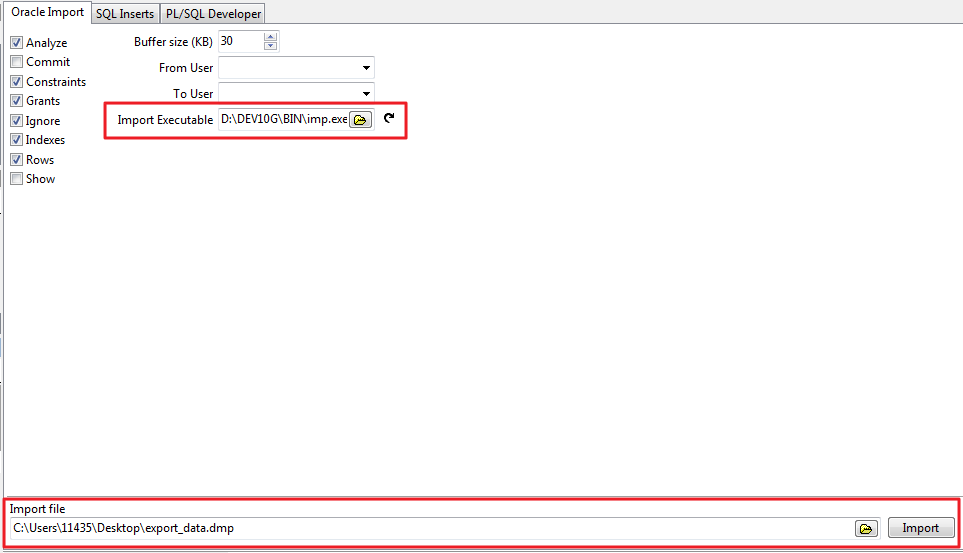 Oracle Import SQL Inserts PL/SQL Developer
Analyze
Commit
Constraints
Grants
Ignore
Indexes
Rows
Show
Buffer size (KB) 30
From User
To User
Import Executable D:\DEV10G\BIN\imp.exe
Import file
C:\Users\11435\Desktop\export_data.dmp Import